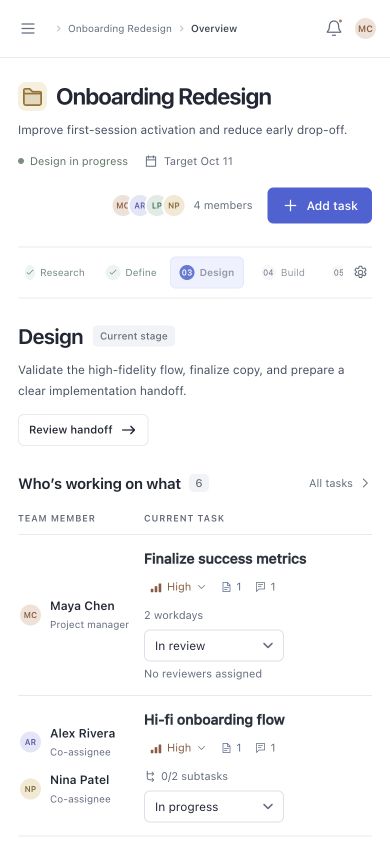 Onboarding Redesign Overview MC
Onboarding Redesign
Improve first-session activation and reduce early drop-off.
Design in progress Target Oct 11
MC AR LP NP 4 members Add task
Research Define 03 Design 04 Build 05
Design Current stage
Validate the high-fidelity flow, finalize copy, and prepare a
clear implementation handoff.
Review handoff
Who's working on what 6 All tasks
TEAM MEMBER CURRENT TASK
Finalize success metrics
High 1 1
MC Maya Chen
Project manager
2 workdays
In review
No reviewers assigned
Hi-fi onboarding flow
AR Alex Rivera
Co-assignee
High 1 1
NP Nina Patel
Co-assignee
0/2 subtasks
In progress